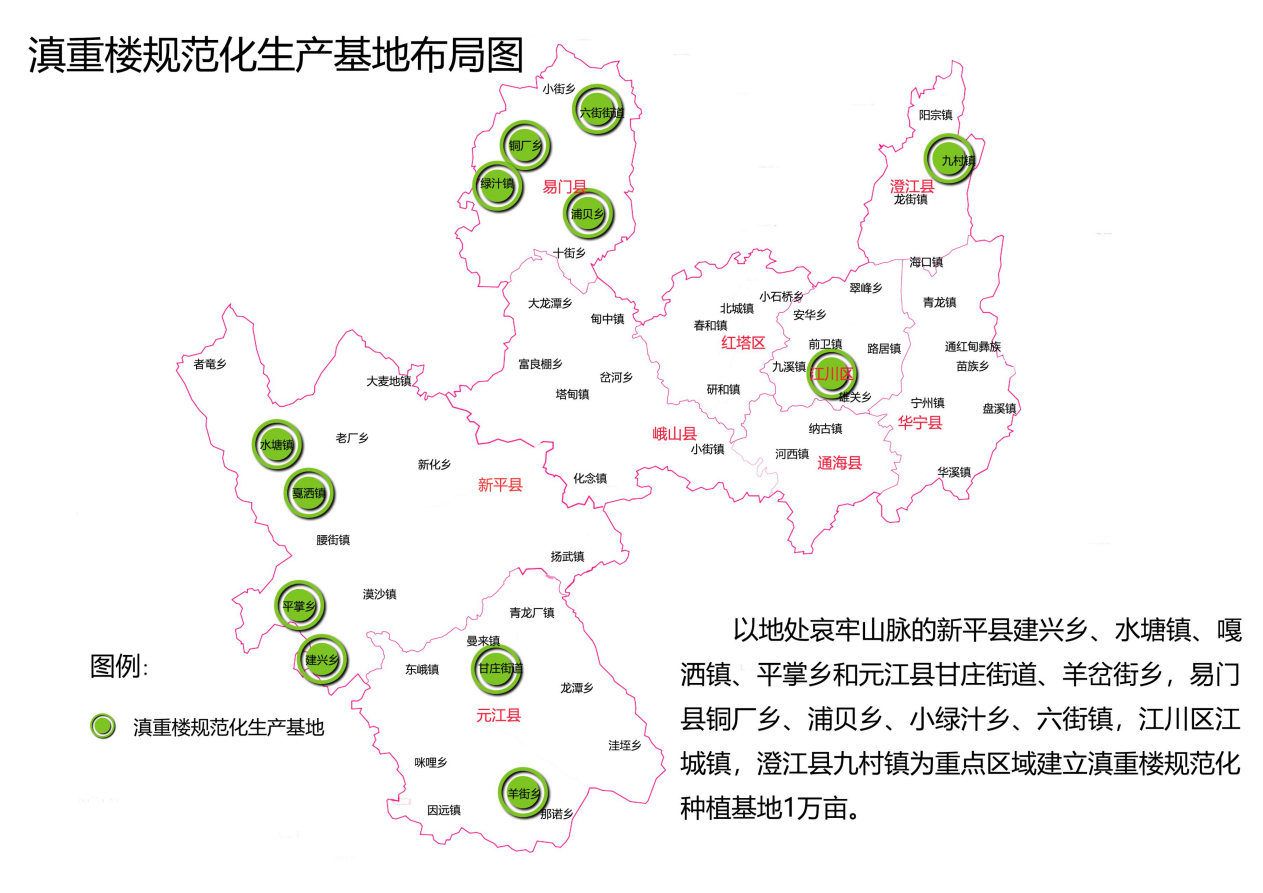 滇重楼规范化生产基地布局图
小街乡
六街街道
铜厂乡
绿汁镇
易门县
浦贝乡
十街乡
阳宗镇
九村镇
澄江县
龙街镇
海口镇
大龙潭乡
甸中镇
富良棚乡
岔河乡
塔甸镇
小石桥乡
北城镇
春和镇
红塔区
研和镇
翠峰乡
安华乡
前卫镇
路居镇
九溪镇
江川区
雄关乡
青龙镇
通红甸彝族
苗族乡
宁州镇
盘溪镇
华宁县
华溪镇
峨山县
小街镇
纳古镇
河西镇
通海县
者竜乡
大麦地镇
水塘镇
老厂乡
新化乡
新平县
化念镇
戛洒镇
腰街镇
扬武镇
平掌乡
漠沙镇
建兴乡
青龙厂镇
曼来镇
东峨镇
甘庄街道
龙潭乡
元江县
洼垤乡
咪哩乡
羊街乡
因远镇
那诺乡
图例:
滇重楼规范化生产基地
以地处哀牢山脉的新平县建兴乡、水塘镇、嘎
洒镇、平掌乡和元江县甘庄街道、羊岔街乡，易门
县铜厂乡、浦贝乡、小绿汁乡、六街镇，江川区江
城镇，澄江县九村镇为重点区域建立滇重楼规范化
种植基地1万亩。